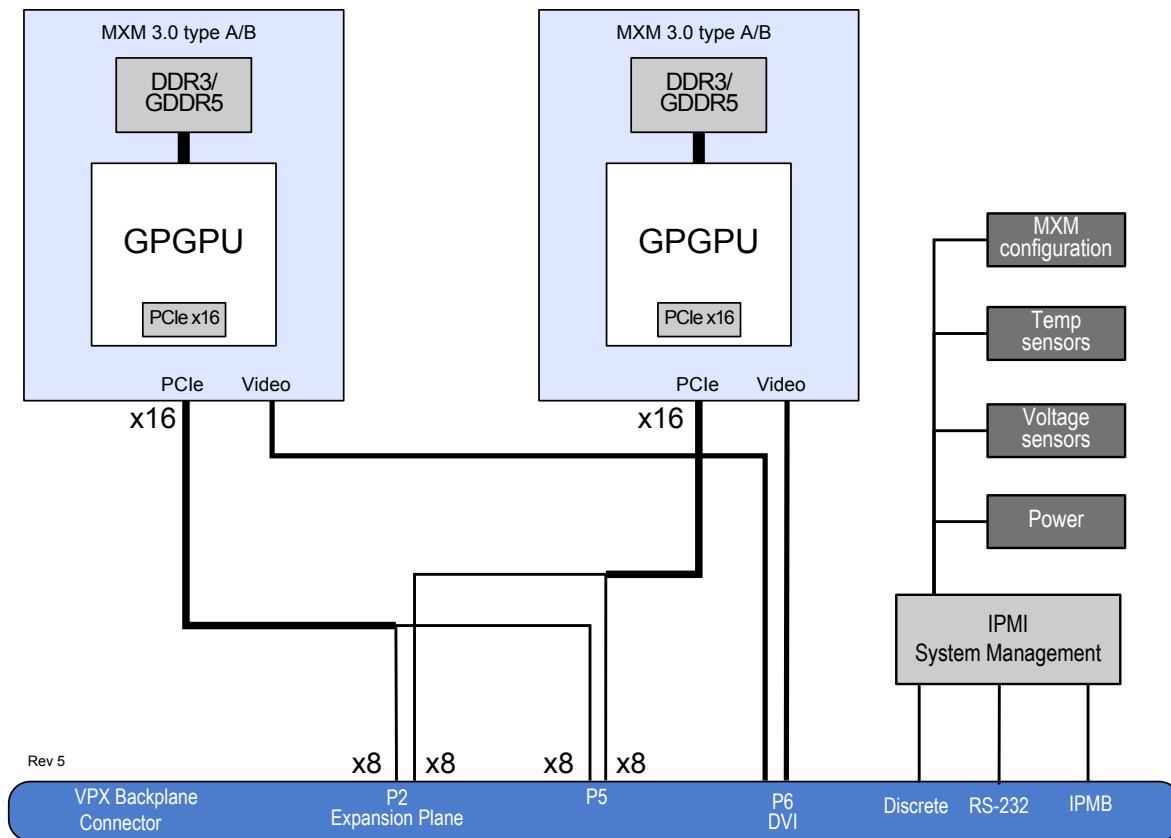 MXM 3.0 type A/B
DDR3/
GDDR5
GPGPU
PCIe x16
PCIe
Video
x16
MXM 3.0 type A/B
DDR3/
GDDR5
GPGPU
PCIe x16
PCIe
Video
x16
MXM
configuration
Temp
sensors
Voltage
sensors
Power
IPMI
System Management
Rev 5
x8
x8
x8
x8
VPX Backplane
Connector
P2
Expansion Plane
P5
P6
DVI
Discrete
RS-232
IPMB